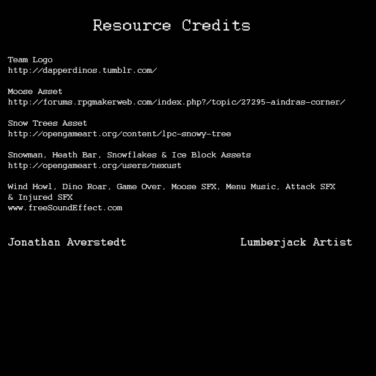 Resource Credits
Team Logo
http://dapperdinos.tumblr.com/
Moose Asset
http://forums.rpgmakerweb.com/index.php?/topic/27295-aindras-corner/
Snow Trees Asset
http://opengameart.org/content/lpc-snowy-tree
Snowman, Heath Bar, Snowflakes & Ice Block Assets
http://opengameart.org/users/nexust
Wind Howl, Dino Roar, Game Over, Moose SFX, Menu Music, Attack SFX
& Injured SFX
www.freeSoundEffect.com
Jonathan Averstedt Lumberjack Artist